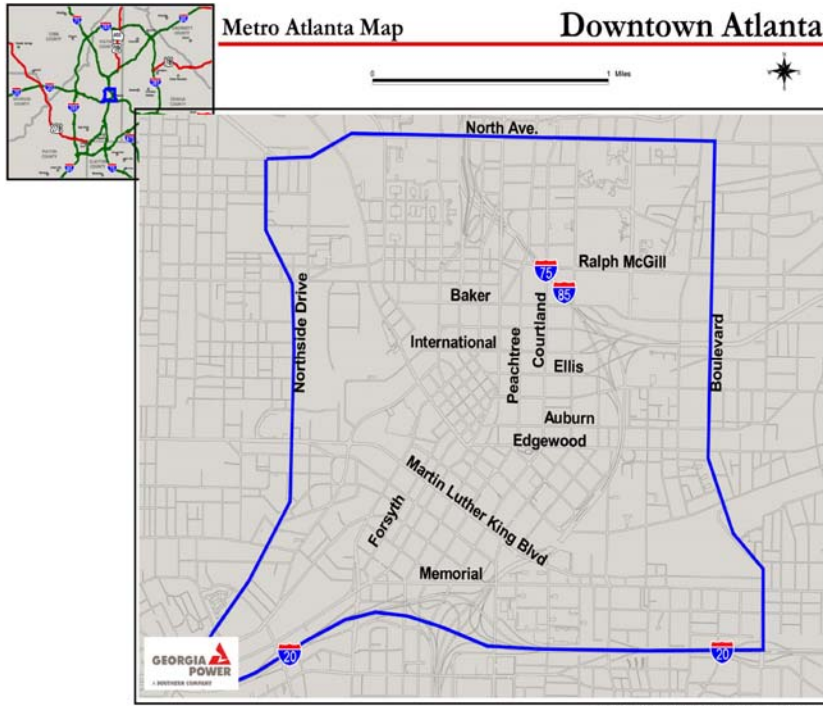 Metro Atlanta Map
Downtown Atlanta
0
1 Miles
North Ave.
Ralph McGill
75
85
Baker
Northside Drive
International
Peachtree
Courtland
Ellis
Boulevard
Auburn
Edgewood
Martin Luther King Blvd
Forsyth
Memorial
20
20
GEORGIA
POWER
A SOUTHERN COMPANY